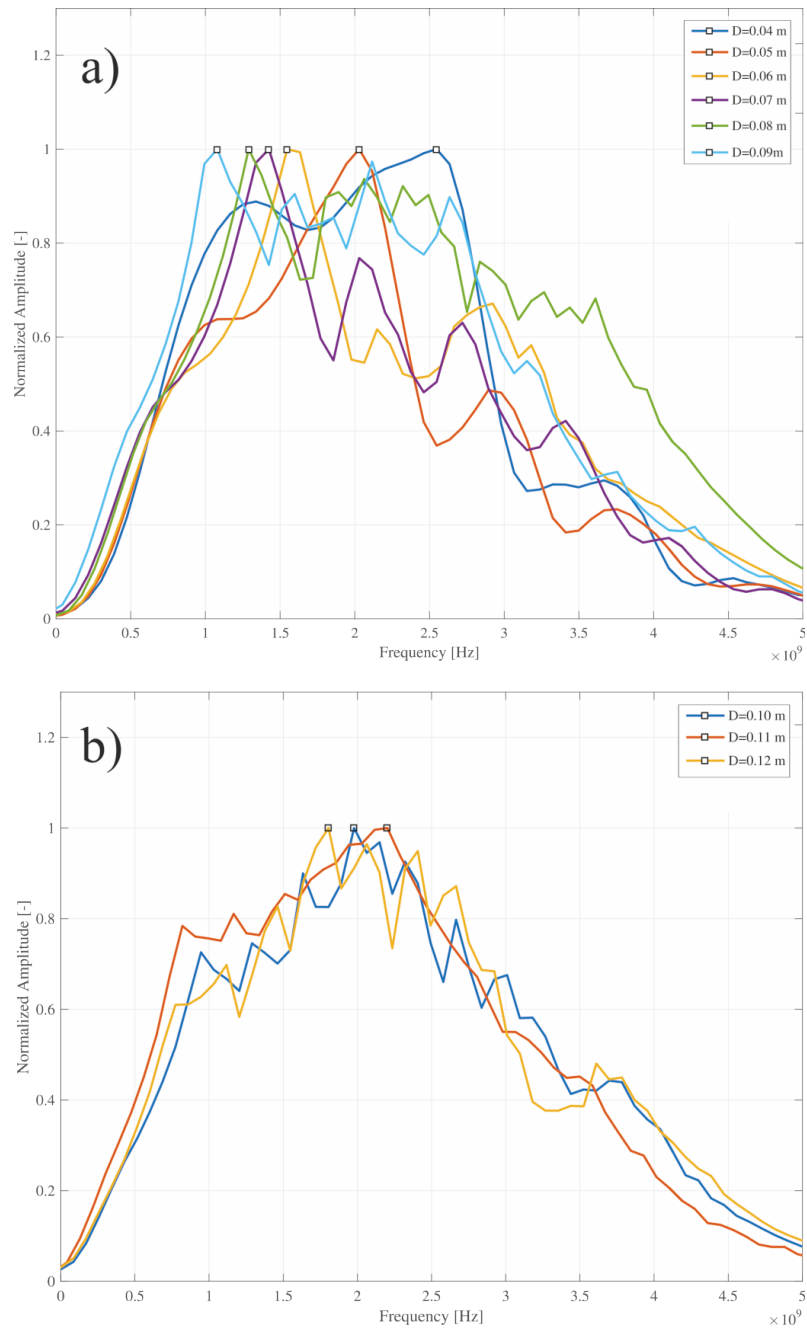 a)
D=0.04 m
D=0.05 m
D=0.06 m
D=0.07 m
D=0.08 m
D=0.09m
1.2
1
0.8
0.6
0.4
0.2
0
Normalized Amplitude [-]
0 0.5 1 1.5 2 2.5 3 3.5 4 4.5 5
Frequency [Hz]
×10⁹
b)
D=0.10 m
D=0.11 m
D=0.12 m
1.2
1
0.8
0.6
0.4
0.2
0
Normalized Amplitude [-]
0 0.5 1 1.5 2 2.5 3 3.5 4 4.5 5
Frequency [Hz]
×10⁹